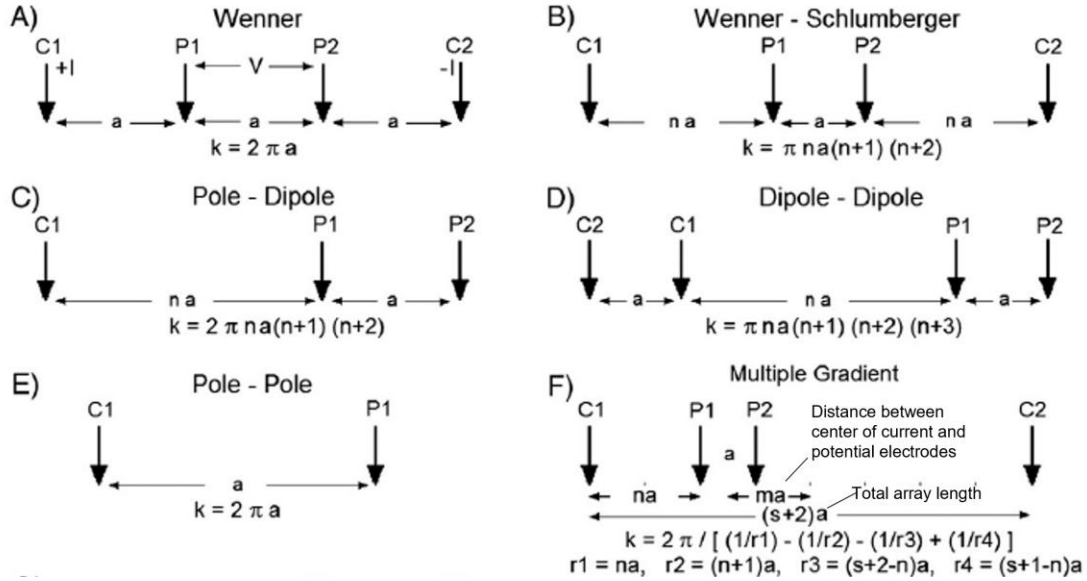 A) Wenner
C1 P1 P2 C2
+I V -I
a a a
k = 2 π a
B) Wenner - Schlumberger
C1 P1 P2 C2
n a a n a
k = π n a(n+1) (n+2)
C) Pole - Dipole
C1 P1 P2
n a a
k = 2 π n a(n+1) (n+2)
D) Dipole - Dipole
C2 C1 P1 P2
a n a a
k = π n a(n+1) (n+2) (n+3)
E) Pole - Pole
C1 P1
a
k = 2 π a
F) Multiple Gradient
C1 P1 P2 C2
Distance between
center of current and
potential electrodes
a
na ma
Total array length
(s+2)a
k = 2 π / [ (1/r1) - (1/r2) - (1/r3) + (1/r4) ]
r1 = na, r2 = (n+1)a, r3 = (s+2-n)a, r4 = (s+1-n)a